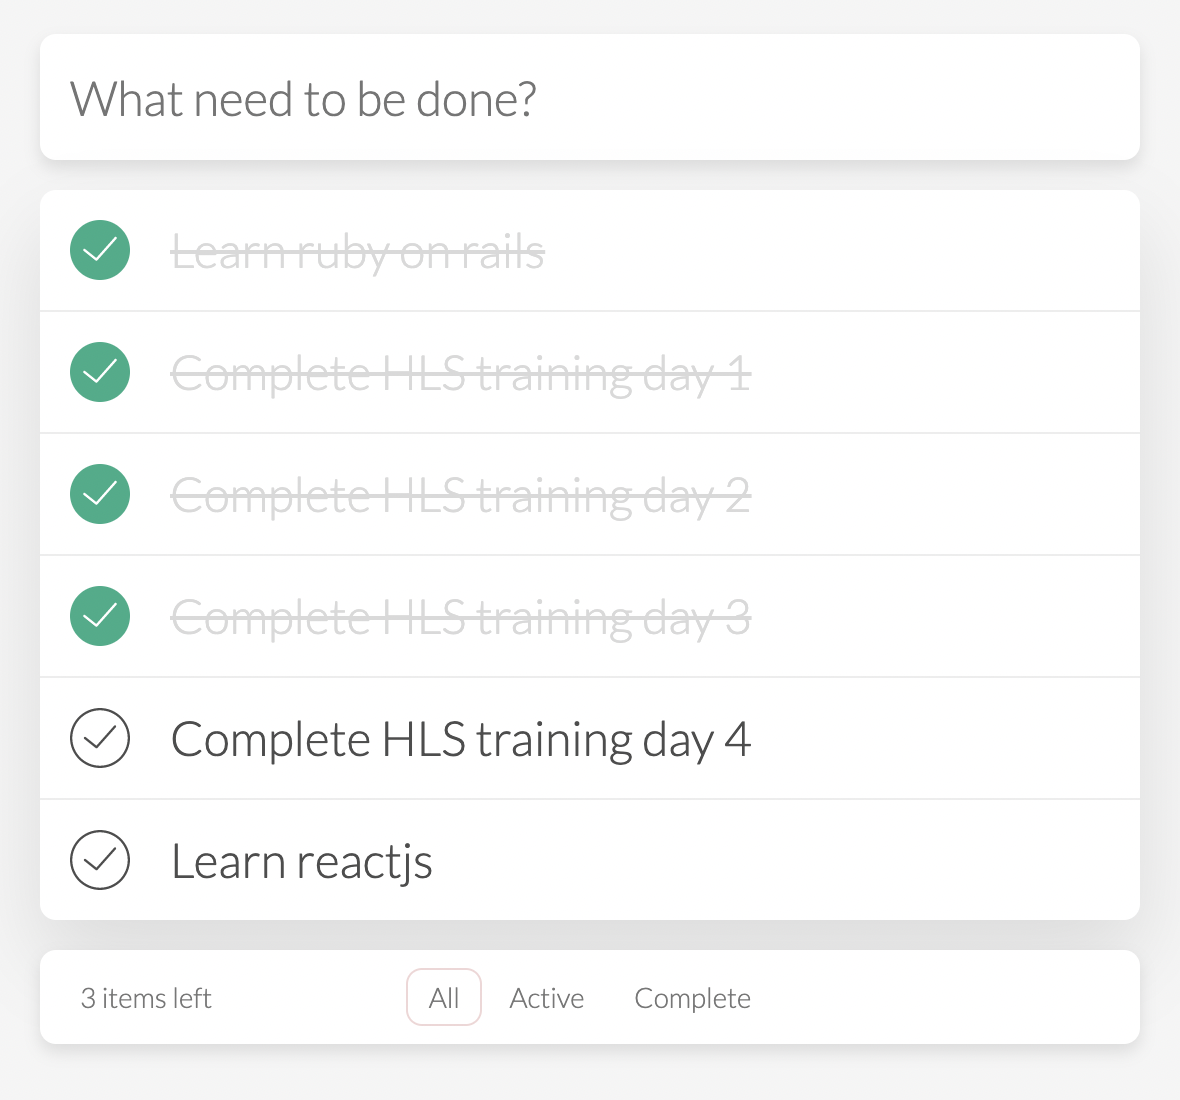 What need to be done?
Learn ruby on rails
Complete HLS training day 1
Complete HLS training day 2
Complete HLS training day 3
Complete HLS training day 4
Learn reactjs
3 items left All Active Complete